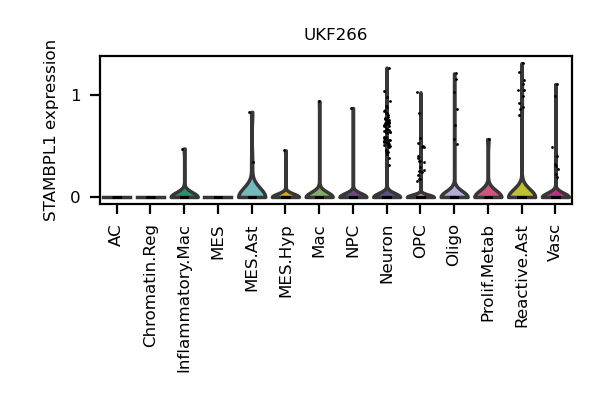 UKF266
STAMBPL1 expression
1
0
AC
Chromatin.Reg
Inflammatory.Mac
MES
MES.Ast
MES.Hyp
Mac
NPC
Neuron
OPC
Oligo
Prolif.Metab
Reactive.Ast
Vasc